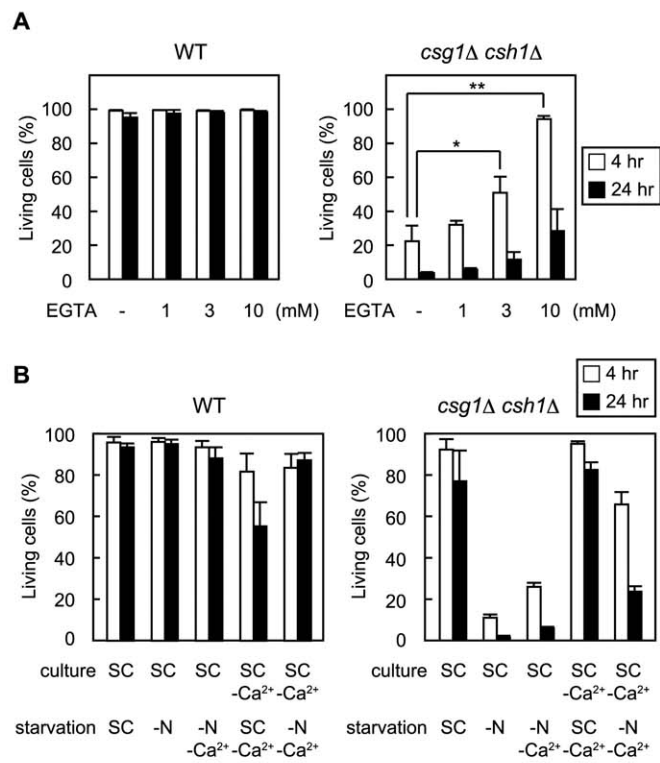 A
WT
csg1Δ csh1Δ
Living cells (%)
100
80
60
40
20
0
EGTA - 1 3 10 (mM)
Living cells (%)
100
80
60
40
20
0
**
*
EGTA - 1 3 10 (mM)
4 hr
24 hr
B
4 hr
24 hr
WT
csg1Δ csh1Δ
Living cells (%)
100
80
60
40
20
0
culture SC SC SC SC SC
-Ca²⁺ -Ca²⁺
starvation SC -N -N SC -N
-Ca²⁺ -Ca²⁺ -Ca²⁺
Living cells (%)
100
80
60
40
20
0
culture SC SC SC SC SC
-Ca²⁺ -Ca²⁺
starvation SC -N -N SC -N
-Ca²⁺ -Ca²⁺ -Ca²⁺